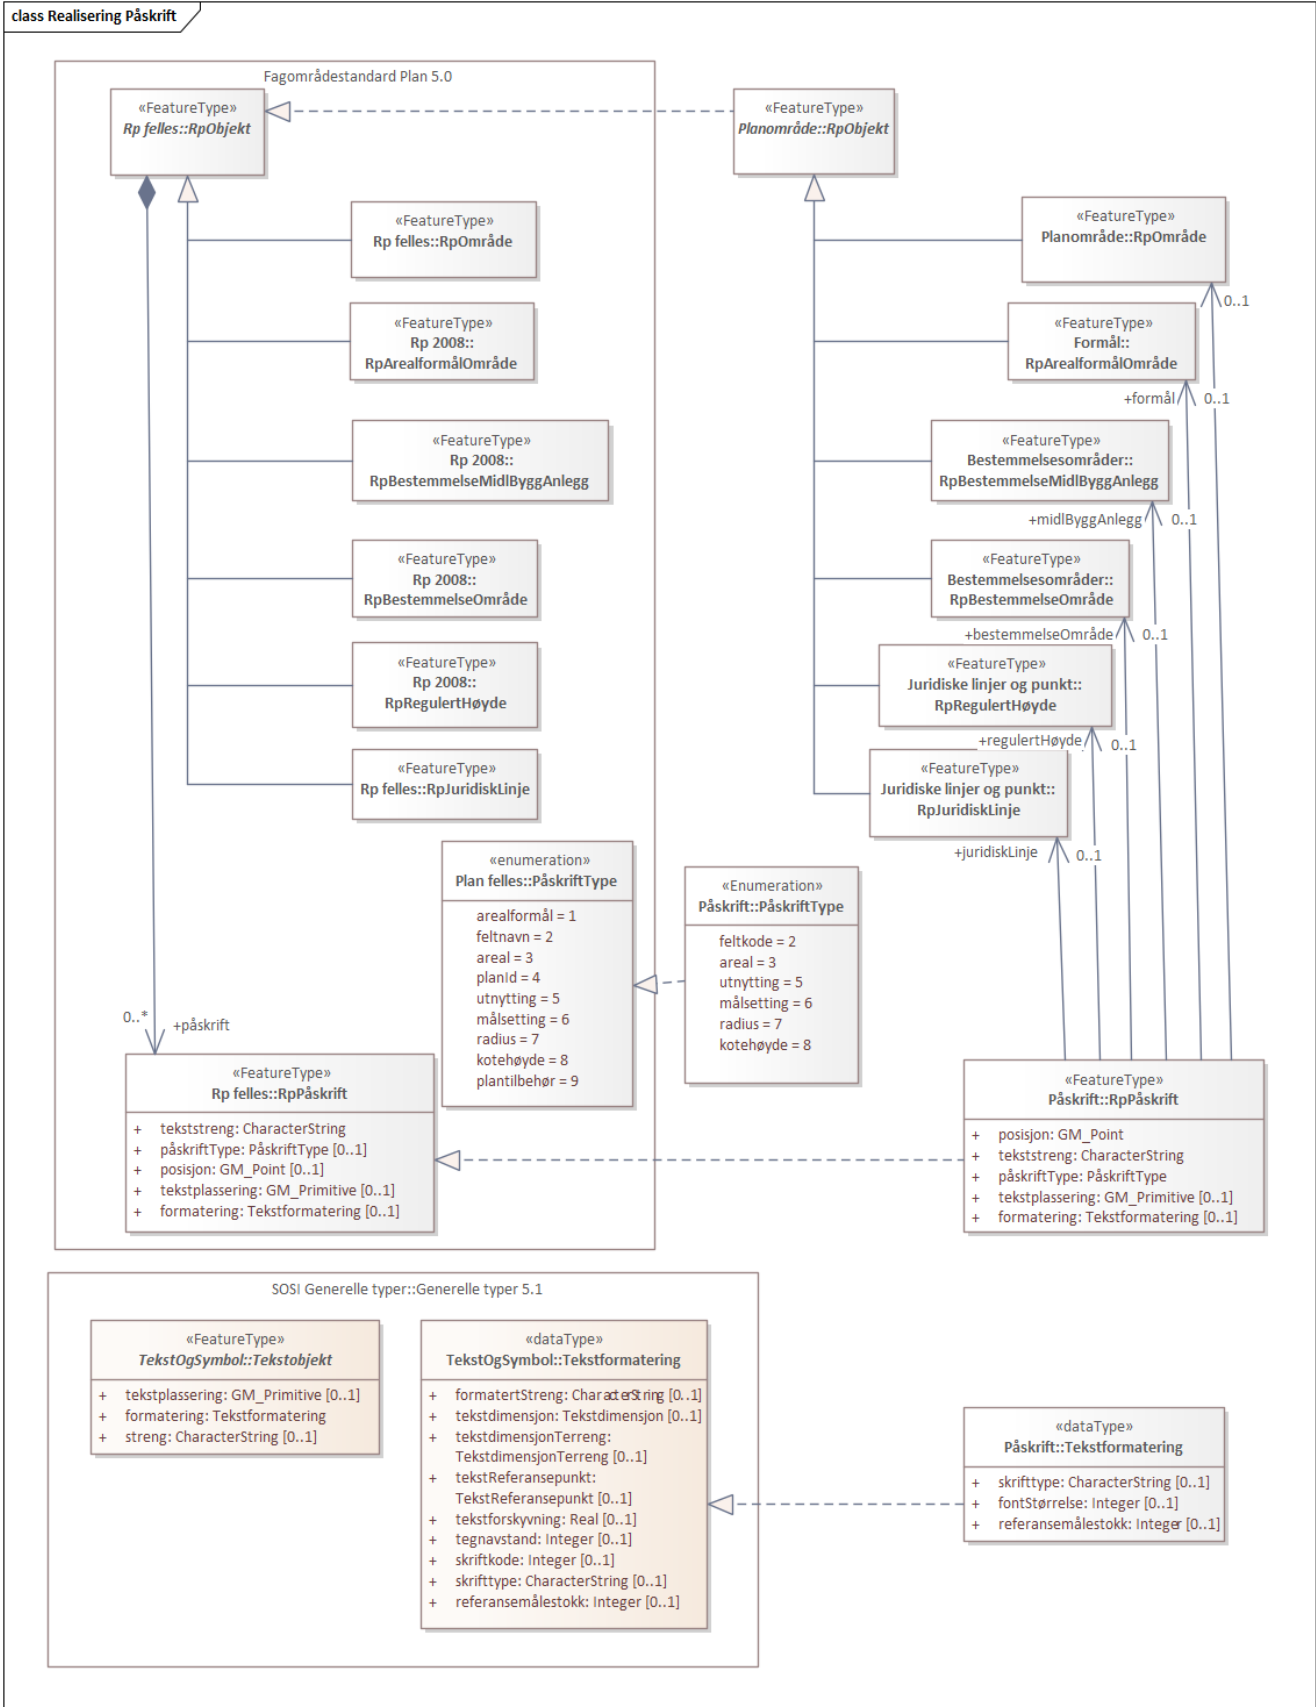 class Realisering Påskrift
Fagområdestandard Plan 5.0
«FeatureType»
Rp felles::RpObjekt
«FeatureType»
Planområde::RpObjekt
«FeatureType»
Rp felles::RpOmråde
«FeatureType»
Planområde::RpOmråde
0..1
«FeatureType»
Rp 2008::
RpArealformålOmråde
«FeatureType»
Formål::
RpArealformålOmråde
+formål
0..1
«FeatureType»
Rp 2008::
RpBestemmelseMidlByggAnlegg
«FeatureType»
Bestemmelsesområder::
RpBestemmelseMidlByggAnlegg
+midlByggAnlegg
0..1
«FeatureType»
Rp 2008::
RpBestemmelseOmråde
«FeatureType»
Bestemmelsesområder::
RpBestemmelseOmråde
+bestemmelseOmråde
0..1
«FeatureType»
Rp 2008::
RpRegulertHøyde
«FeatureType»
Juridiske linjer og punkt::
RpRegulertHøyde
+regulertHøyde
0..1
«FeatureType»
Rp felles::RpJuridiskLinje
«FeatureType»
Juridiske linjer og punkt::
RpJuridiskLinje
+juridiskLinje
0..1
«enumeration»
Plan felles::PåskriftType
arealformål = 1
feltnavn = 2
areal = 3
planId = 4
utnytting = 5
målsetting = 6
radius = 7
kotehøyde = 8
plantilbehør = 9
«Enumeration»
Påskrift::PåskriftType
feltkode = 2
areal = 3
utnytting = 5
målsetting = 6
radius = 7
kotehøyde = 8
0..*
+påskrift
«FeatureType»
Rp felles::RpPåskrift
+ tekststreng: CharacterString
+ påskriftType: PåskriftType [0..1]
+ posisjon: GM_Point [0..1]
+ tekstplassering: GM_Primitive [0..1]
+ formatering: Tekstformatering [0..1]
«FeatureType»
Påskrift::RpPåskrift
+ posisjon: GM_Point
+ tekststreng: CharacterString
+ påskriftType: PåskriftType
+ tekstplassering: GM_Primitive [0..1]
+ formatering: Tekstformatering [0..1]
SOSI Generelle typer::Generelle typer 5.1
«FeatureType»
TekstOgSymbol::Tekstobjekt
+ tekstplassering: GM_Primitive [0..1]
+ formatering: Tekstformatering
+ streng: CharacterString [0..1]
«dataType»
TekstOgSymbol::Tekstformatering
+ formatertStreng: CharacterString [0..1]
+ tekstdimensjon: Tekstdimensjon [0..1]
+ tekstdimensjonTerreng:
TekstdimensjonTerreng [0..1]
+ tekstReferansepunkt:
TekstReferansepunkt [0..1]
+ tekstforskyvning: Real [0..1]
+ tegnavstand: Integer [0..1]
+ skriftkode: Integer [0..1]
+ skrifttype: CharacterString [0..1]
+ referansemålestokk: Integer [0..1]
«dataType»
Påskrift::Tekstformatering
+ skrifttype: CharacterString [0..1]
+ fontStørrelse: Integer [0..1]
+ referansemålestokk: Integer [0..1]